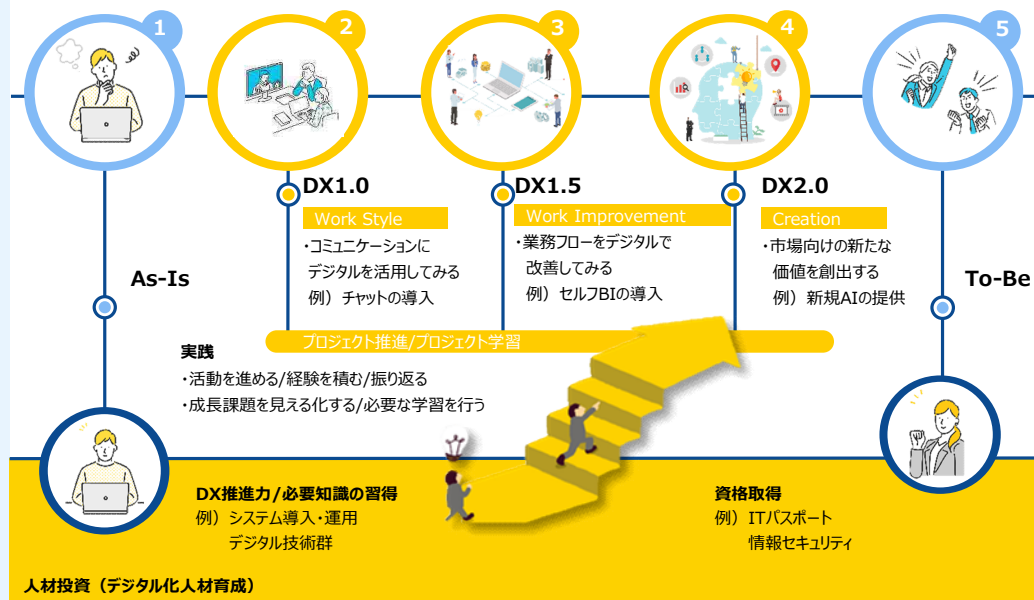 1
2
3
4
5
As-Is
DX1.0
Work Style
・コミュニケーションに
デジタルを活用してみる
例）チャットの導入
DX1.5
Work Improvement
・業務フローをデジタルで
改善してみる
例）セルフBIの導入
DX2.0
Creation
・市場向けの新たな
価値を創出する
例）新規AIの提供
To-Be
プロジェクト推進/プロジェクト学習
実践
・活動を進める/経験を積む/振り返る
・成長課題を見える化する/必要な学習を行う
DX推進力/必要知識の習得
例）システム導入・運用
デジタル技術群
資格取得
例）ITパスポート
情報セキュリティ
人材投資（デジタル化人材育成）